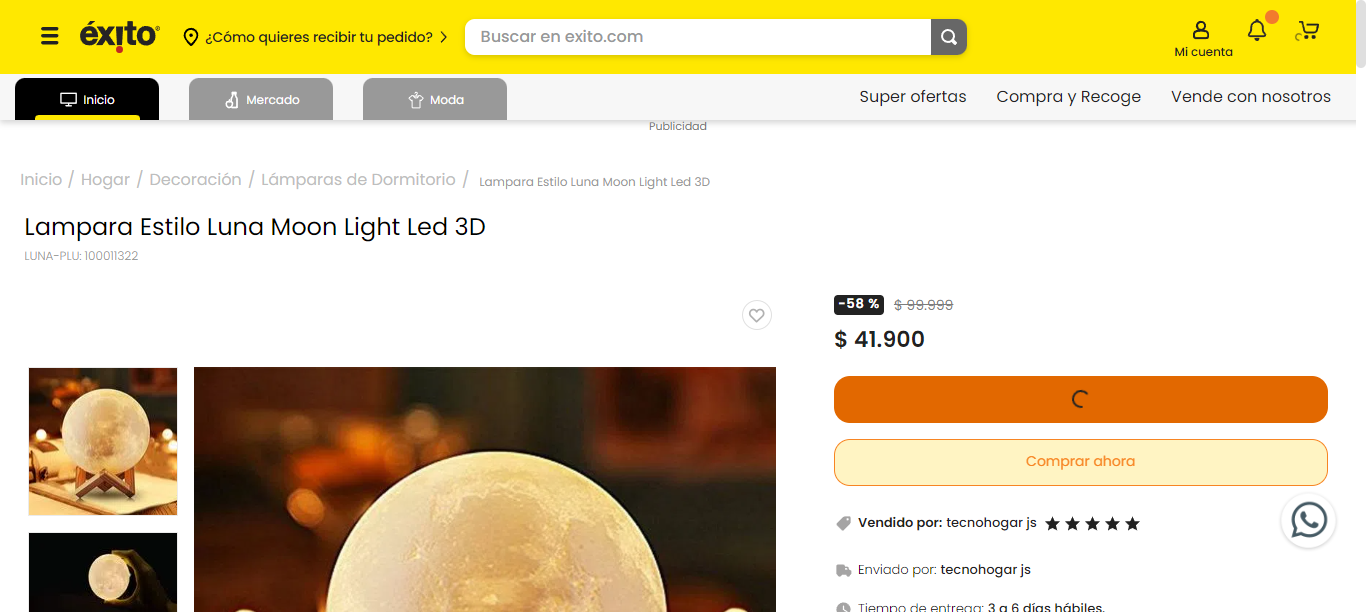 éxito
¿Cómo quieres recibir tu pedido?
Buscar en exito.com
Mi cuenta
Inicio
Mercado
Moda
Super ofertas
Compra y Recoge
Vende con nosotros
Publicidad
Inicio / Hogar / Decoración / Lámparas de Dormitorio / Lampara Estilo Luna Moon Light Led 3D
Lampara Estilo Luna Moon Light Led 3D
LUNA-PLU: 100011322
-58 % $ 99.999
$ 41.900
Comprar ahora
Vendido por: tecnohogar js
Enviado por: tecnohogar js
Tiempo de entrega: 3 a 6 días hábiles.